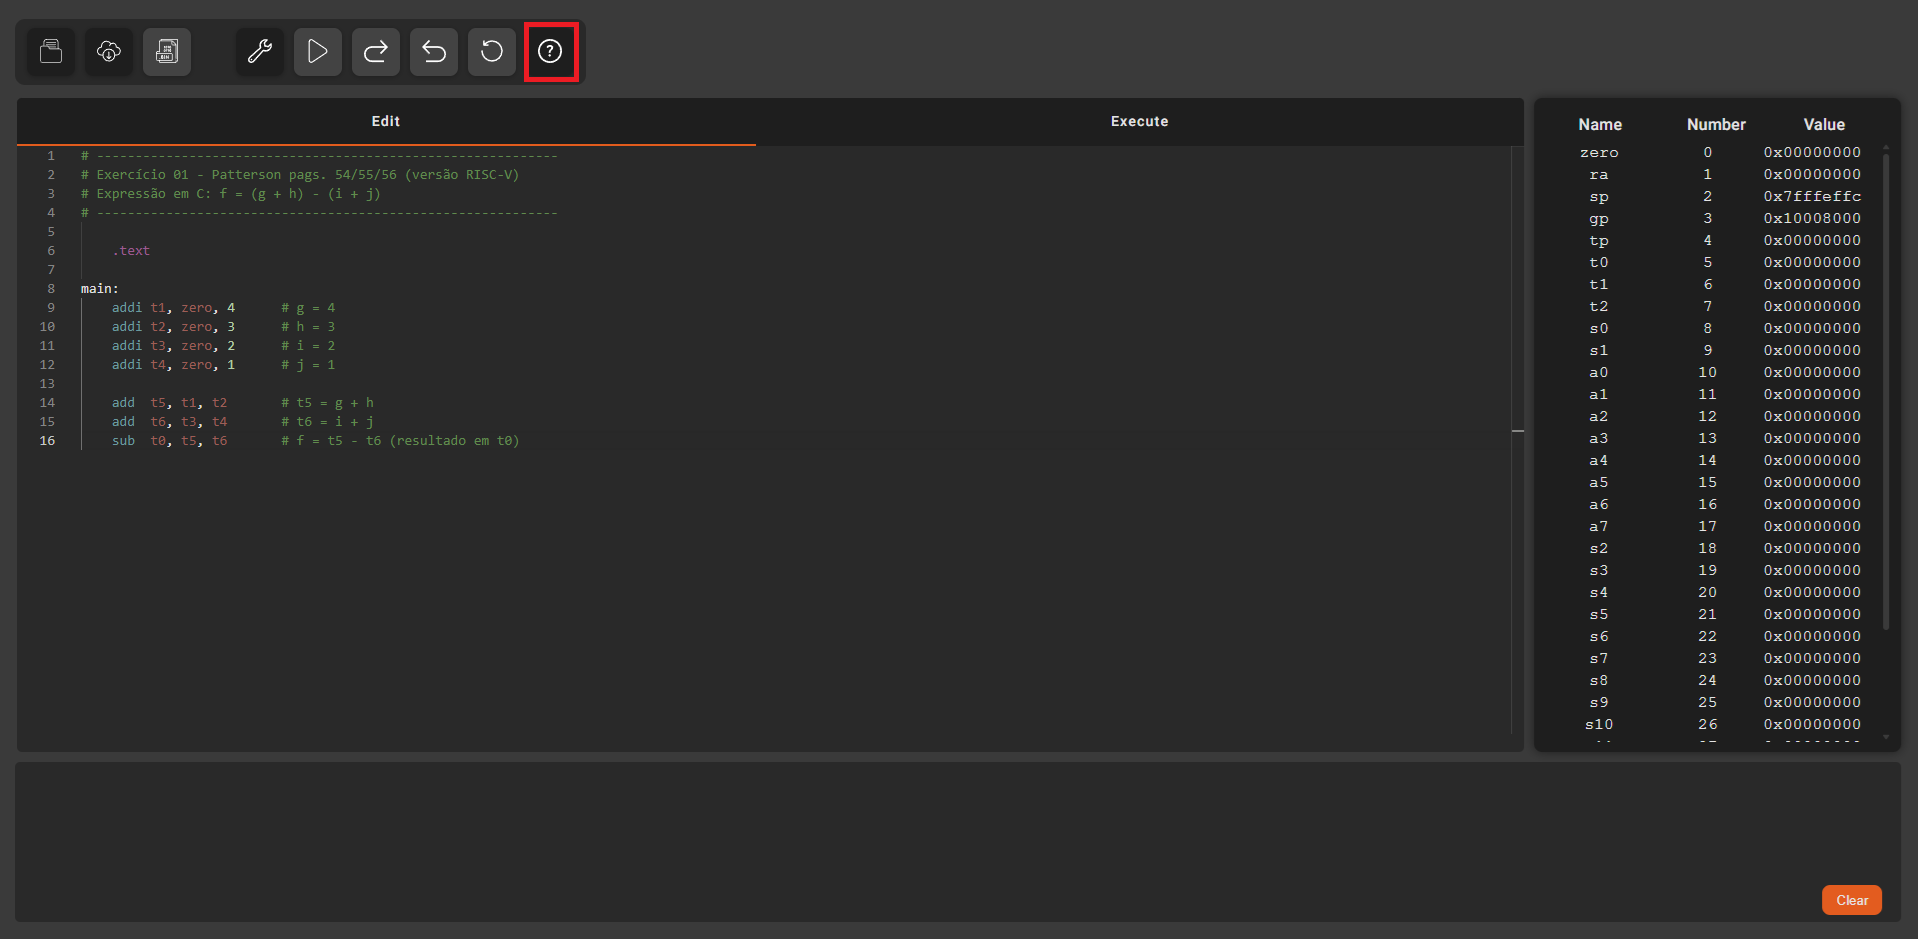 Edit Execute
1 # ------------------------------------------------------------
2 # Exercício 01 - Patterson pags. 54/55/56 (versão RISC-V)
3 # Expressão em C: f = (g + h) - (i + j)
4 # ------------------------------------------------------------
5
6 .text
7
8 main:
9 addi t1, zero, 4 # g = 4
10 addi t2, zero, 3 # h = 3
11 addi t3, zero, 2 # i = 2
12 addi t4, zero, 1 # j = 1
13
14 add t5, t1, t2 # t5 = g + h
15 add t6, t3, t4 # t6 = i + j
16 sub t0, t5, t6 # f = t5 - t6 (resultado em t0)
Name Number Value
zero 0 0x00000000
ra 1 0x00000000
sp 2 0x7fffeffc
gp 3 0x10008000
tp 4 0x00000000
t0 5 0x00000000
t1 6 0x00000000
t2 7 0x00000000
s0 8 0x00000000
s1 9 0x00000000
a0 10 0x00000000
a1 11 0x00000000
a2 12 0x00000000
a3 13 0x00000000
a4 14 0x00000000
a5 15 0x00000000
a6 16 0x00000000
a7 17 0x00000000
s2 18 0x00000000
s3 19 0x00000000
s4 20 0x00000000
s5 21 0x00000000
s6 22 0x00000000
s7 23 0x00000000
s8 24 0x00000000
s9 25 0x00000000
s10 26 0x00000000
Clear